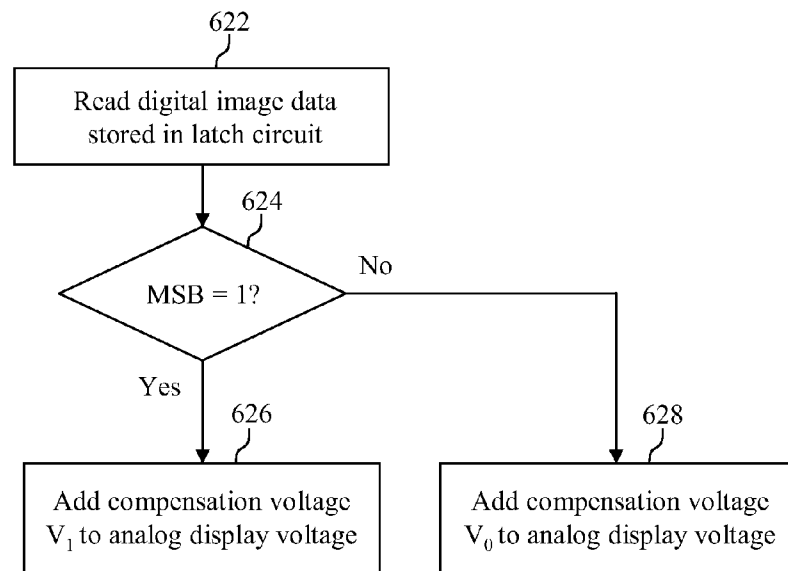 622
Read digital image data
stored in latch circuit
624
MSB = 1?
No
Yes
626
628
Add compensation voltage
V₁ to analog display voltage
Add compensation voltage
V₀ to analog display voltage